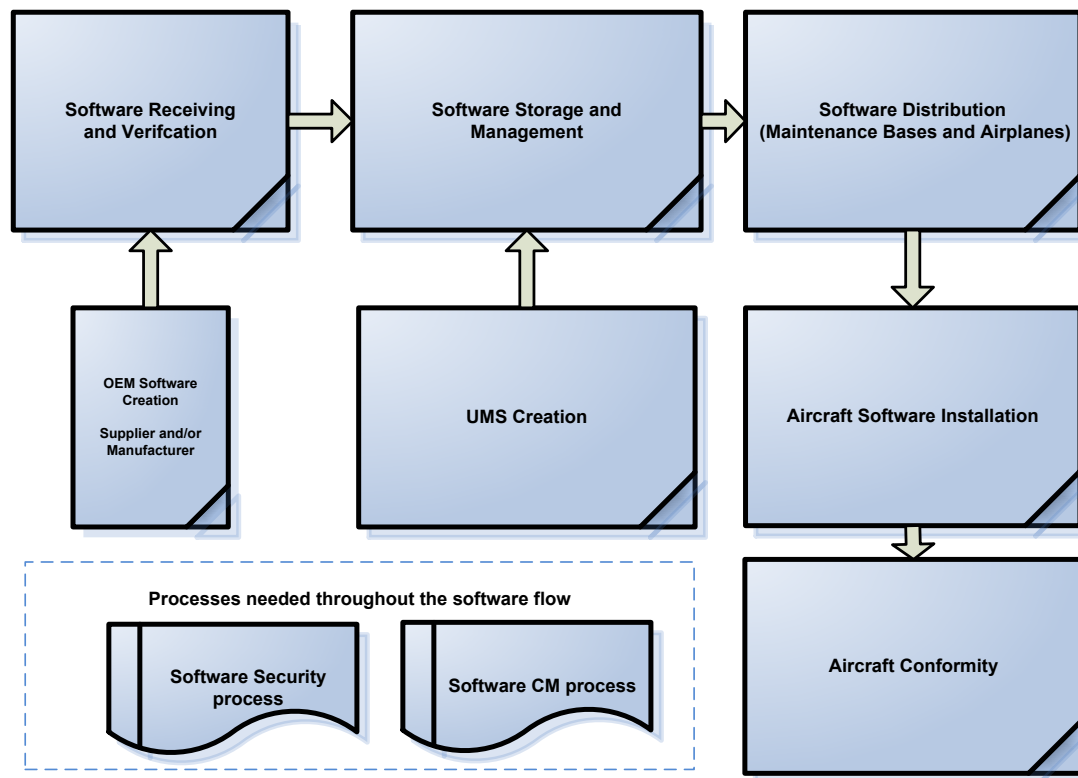 Software Receiving
and Verifcation
Software Storage and
Management
Software Distribution
(Maintenance Bases and Airplanes)
OEM Software
Creation
Supplier and/or
Manufacturer
UMS Creation
Aircraft Software Installation
Processes needed throughout the software flow
Software Security
process
Software CM process
Aircraft Conformity